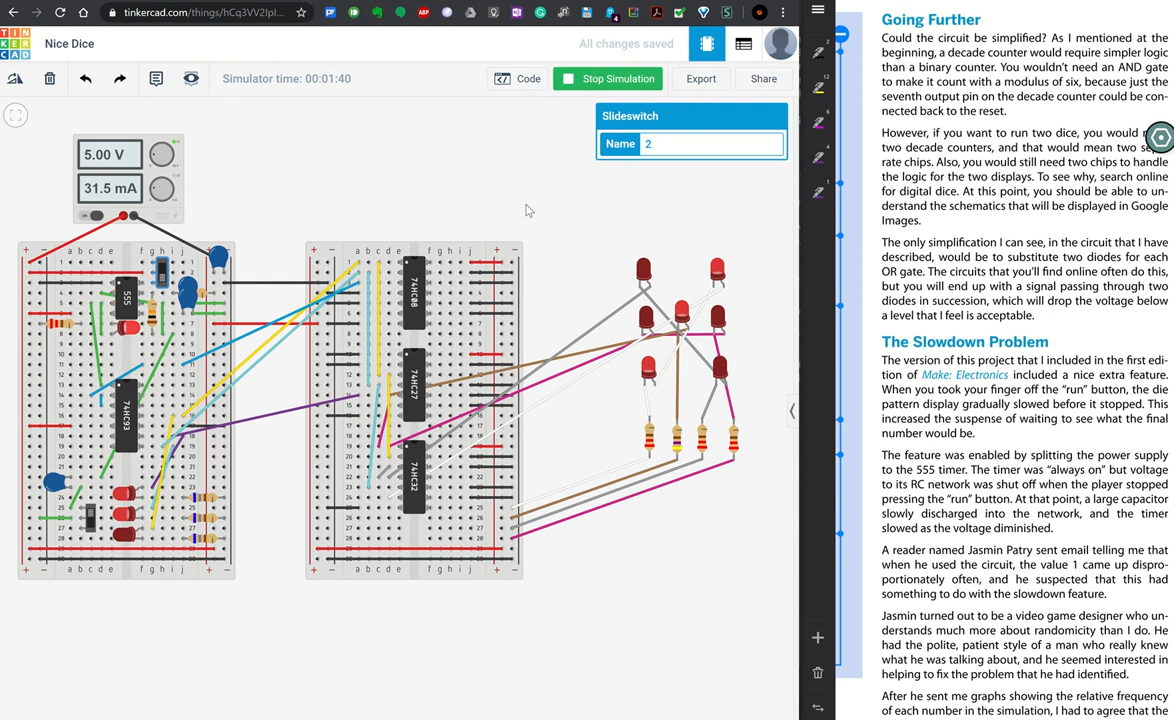 tinkercad.com/things/hCq3VV2IpI...
ABP
4
TIN
KER
CAD
Nice Dice
All changes saved
Simulator time: 00:01:40
Code
Stop Simulation
Export
Share
Slideswitch
Name 2
5.00 V
31.5 mA
555
74HC93
74HC08
74HC27
74HC32
Going Further
Could the circuit be simplified? As I mentioned at the
beginning, a decade counter would require simpler logic
than a binary counter. You wouldn't need an AND gate
to make it count with a modulus of six, because just the
seventh output pin on the decade counter could be con-
nected back to the reset.
However, if you want to run two dice, you would
two decade counters, and that would mean two
rate chips. Also, you would still need two chips to handle
the logic for the two displays. To see why, search online
for digital dice. At this point, you should be able to un-
derstand the schematics that will be displayed in Google
Images.
The only simplification I can see, in the circuit that I have
described, would be to substitute two diodes for each
OR gate. The circuits that you'll find online often do this,
but you will end up with a signal passing through two
diodes in succession, which will drop the voltage below
a level that I feel is acceptable.
The Slowdown Problem
The version of this project that I included in the first edi-
tion of Make: Electronics included a nice extra feature.
When you took your finger off the "run" button, the die
pattern display gradually slowed before it stopped. This
increased the suspense of waiting to see what the final
number would be.
The feature was enabled by splitting the power supply
to the 555 timer. The timer was "always on" but voltage
to its RC network was shut off when the player stopped
pressing the "run" button. At that point, a large capacitor
slowly discharged into the network, and the timer
slowed as the voltage diminished.
A reader named Jasmin Patry sent email telling me that
when he used the circuit, the value 1 came up dispro-
portionately often, and he suspected that this had
something to do with the slowdown feature.
Jasmin turned out to be a video game designer who un-
derstands much more about randomicity than I do. He
had the polite, patient style of a man who really knew
what he was talking about, and he seemed interested in
helping to fix the problem that he had identified.
After he sent me graphs showing the relative frequency
of each number in the simulation, I had to agree that the